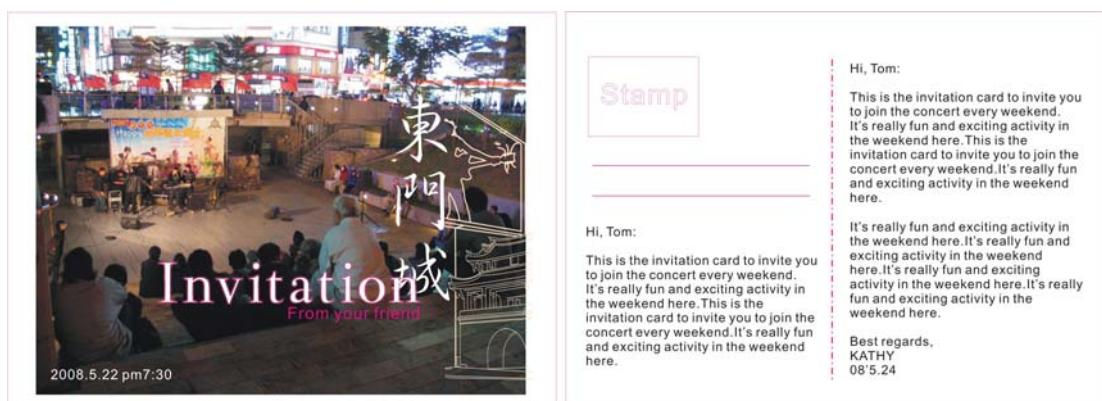 東門城
Invitation
From your friend
2008.5.22 pm7:30
Stamp
Hi, Tom:
This is the invitation card to invite you
to join the concert every weekend.
It's really fun and exciting activity in
the weekend here.This is the
invitation card to invite you to join the
concert every weekend.It's really fun
and exciting activity in the weekend
here.
Hi, Tom:
This is the invitation card to invite you
to join the concert every weekend.
It's really fun and exciting activity in
the weekend here.This is the
invitation card to invite you to join the
concert every weekend.It's really fun
and exciting activity in the weekend
here.
It's really fun and exciting activity in
the weekend here.It's really fun and
exciting activity in the weekend
here.It's really fun and exciting
activity in the weekend here.It's really
fun and exciting activity in the
weekend here.
Best regards,
KATHY
08'5.24